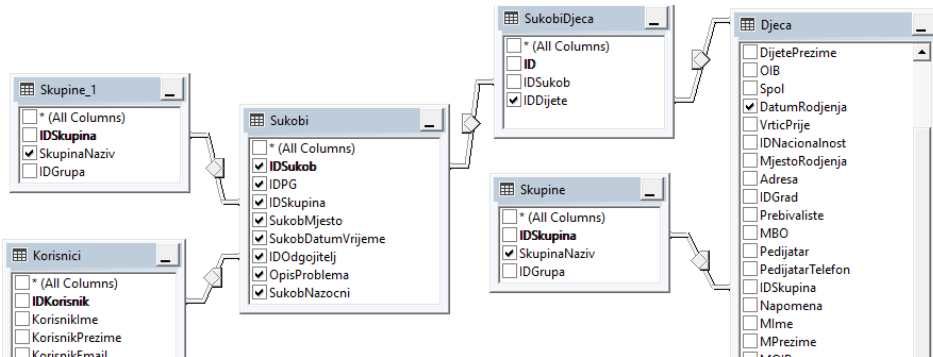 Skupine_1
* (All Columns)
IDSkupina
SkupinaNaziv
IDGrupa
Korisnici
* (All Columns)
IDKorisnik
KorisnikIme
KorisnikPrezime
KorisnikEmail
Sukobi
* (All Columns)
IDSukob
IDPG
IDSkupina
SukobMjesto
SukobDatumVrijeme
IDOdgojitelj
OpisProblema
SukobNazocni
SukobiDjeca
* (All Columns)
ID
IDSukob
IDDijete
Skupine
* (All Columns)
IDSkupina
SkupinaNaziv
IDGrupa
Djeca
DijetePrezime
OIB
Spol
DatumRodjenja
VrticPrije
IDNacionalnost
MjestoRodjenja
Adresa
IDGrad
Prebivaliste
MBO
Pedijatar
PedijatarTelefon
IDSkupina
Napomena
MIme
MPrezime